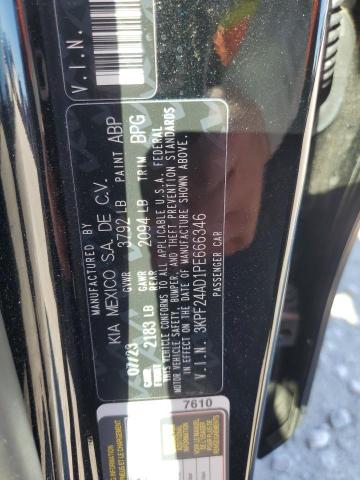 V.I.N.
MANUFACTURED BY
KIA MEXICO S.A. DE C.V.
07/23 GVWR 3792 LB PAINT ABP
GAWR FRONT 2183 LB GAWR REAR 2094 LB TRIM BPG
THIS VEHICLE CONFORMS TO ALL APPLICABLE U.S.A. FEDERAL
MOTOR VEHICLE SAFETY, BUMPER, AND THEFT PREVENTION STANDARDS
IN EFFECT ON THE DATE OF MANUFACTURE SHOWN ABOVE.
V.I.N. 3KPF24AD1PE666346
PASSENGER CAR
7610
ADDITIONAL